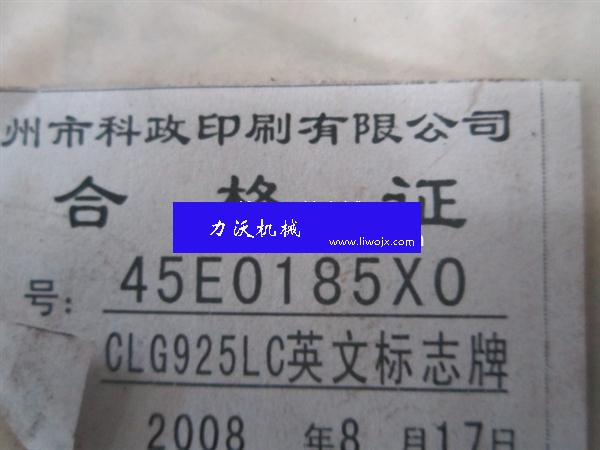 州市科政印刷有限公司
合格证
力沃机械
www.liwojx.com
号：45E0185X0
CLG925LC英文标志牌
2008 年8 月17日